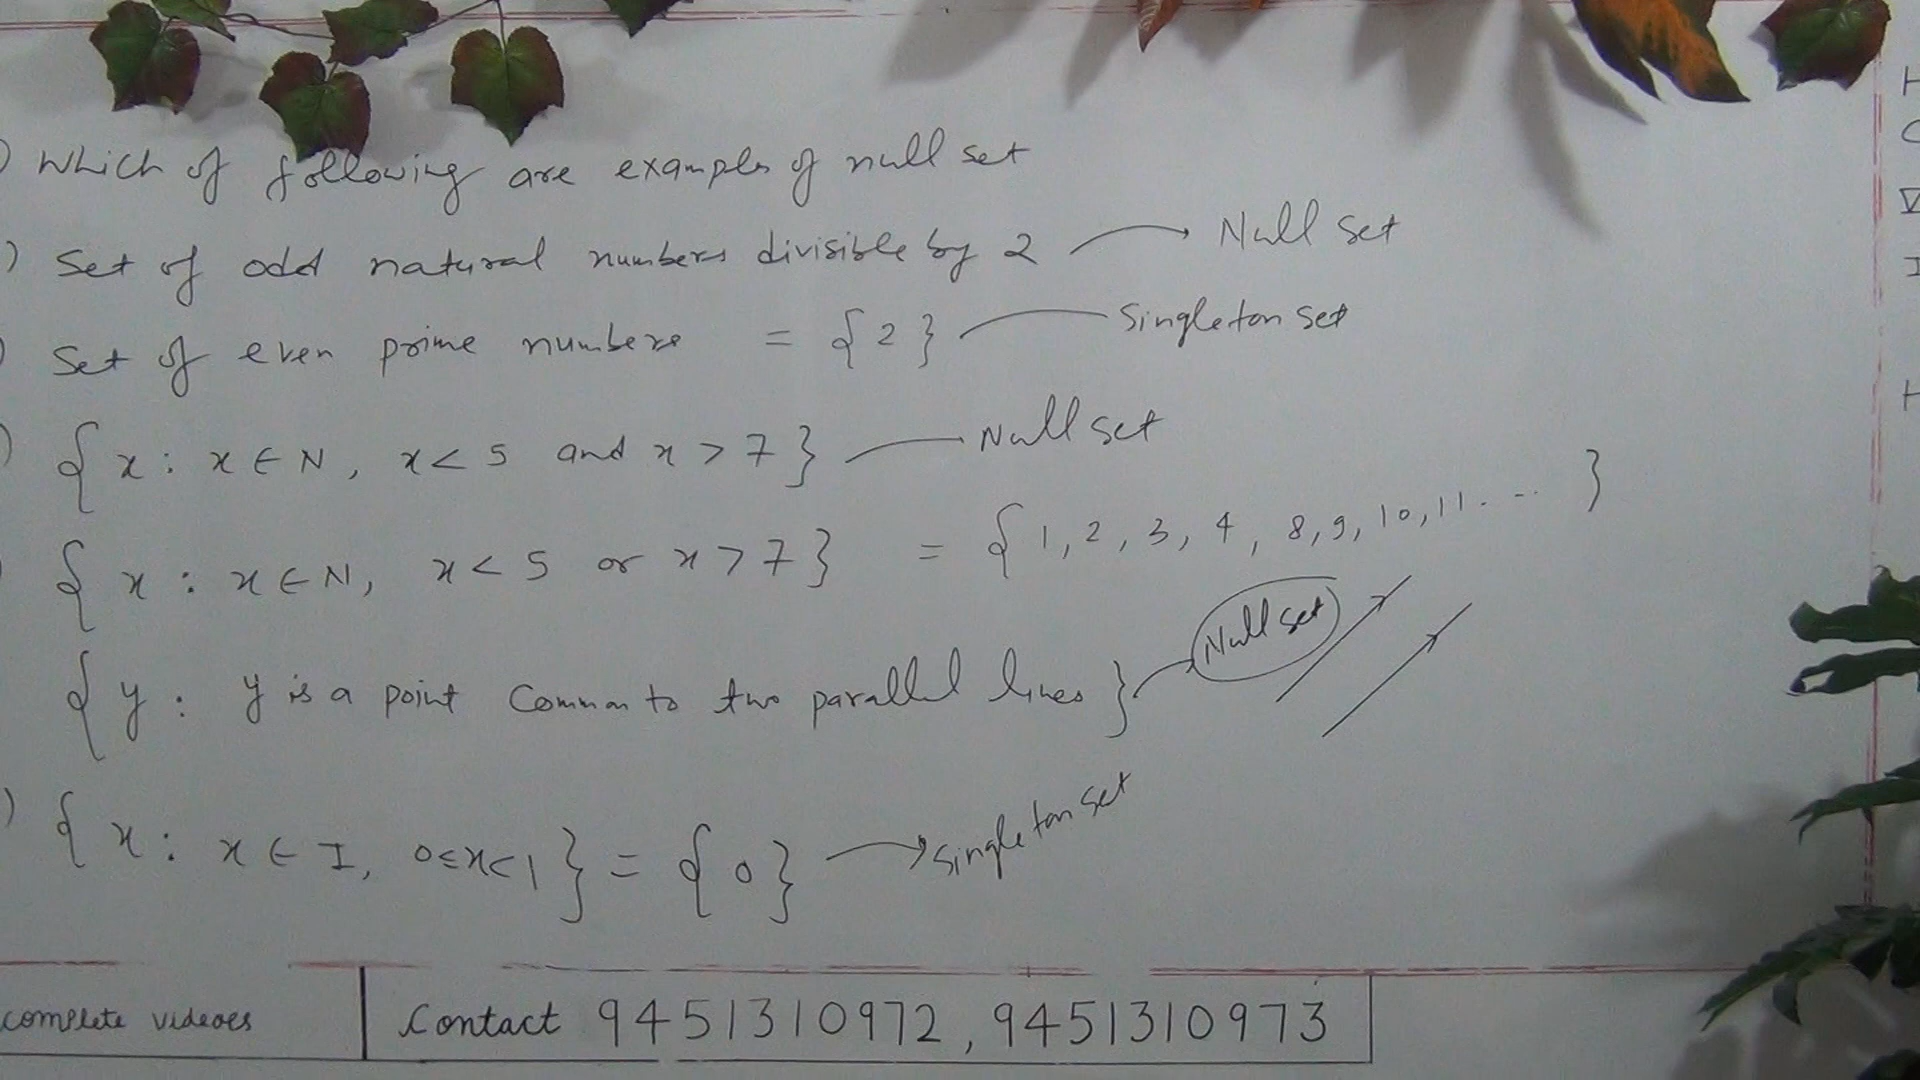 ) Which of following are examples of null set
) Set of odd natural numbers divisible by 2 → Null set
) Set of even prime numbers = {2} — Singleton set
) {x : x ∈ N, x < 5 and x > 7} — Null set
{x : x ∈ N, x < 5 or x > 7} = {1, 2, 3, 4, 8, 9, 10, 11 . . . . }
{y : y is a point Common to two parallel lines} → Null set
) {x : x ∈ I, 0 ≤ x < 1} = {0} → Singleton set
complete videoes
Contact 9451310972, 9451310973